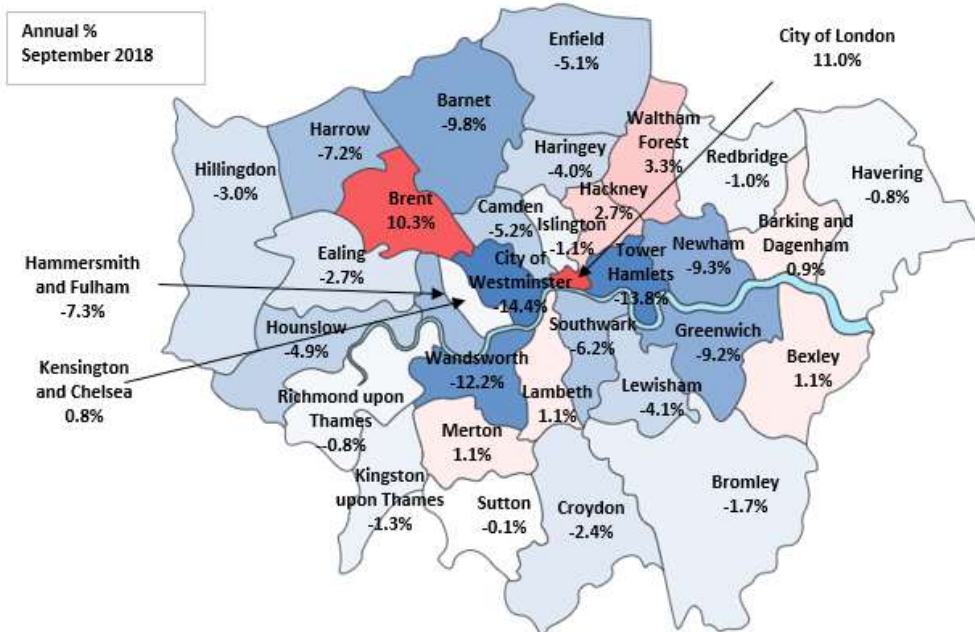 Annual %
September 2018
Enfield
-5.1%
City of London
11.0%
Barnet
-9.8%
Harrow
-7.2%
Waltham
Forest
3.3%
Haringey
-4.0%
Redbridge
-1.0%
Hillingdon
-3.0%
Havering
-0.8%
Brent
10.3%
Hackney
2.7%
Camden
-5.2%
Islington
-1.1%
Barking and
Dagenham
0.9%
Ealing
-2.7%
City of
Westminster
-14.4%
Tower
Hamlets
-13.8%
Newham
-9.3%
Hammersmith
and Fulham
-7.3%
Hounslow
-4.9%
Southwark
-6.2%
Greenwich
-9.2%
Kensington
and Chelsea
0.8%
Wandsworth
-12.2%
Bexley
1.1%
Richmond upon
Thames
--0.8%
Lambeth
1.1%
Lewisham
-4.1%
Merton
1.1%
Kingston
upon Thames
-1.3%
Sutton
-0.1%
Croydon
-2.4%
Bromley
-1.7%